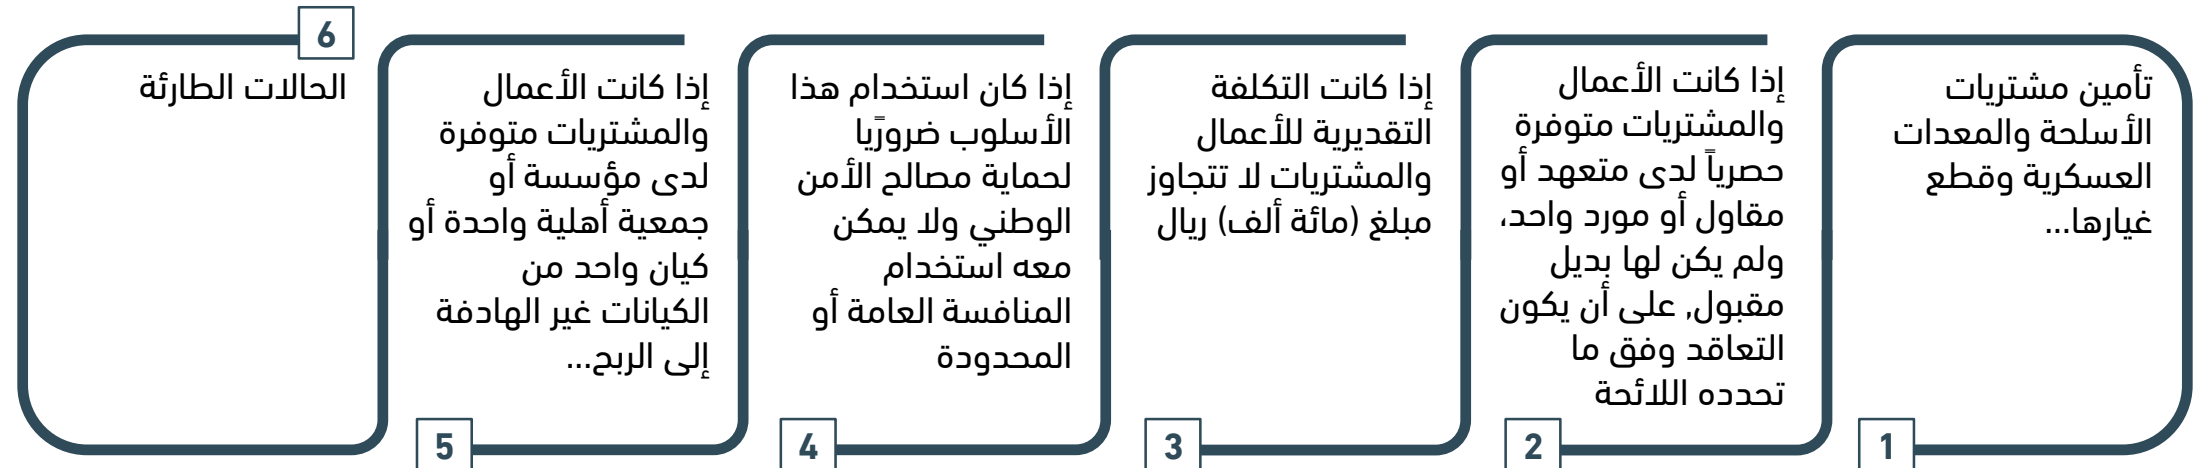 تأمين مشتريات
الأسلحة والمعدات
العسكرية وقطع
غيارها...
1
إذا كانت الأعمال
والمشتريات متوفرة
حصرياً لدى متعهد أو
مقاول أو مورد واحد،
ولم يكن لها بديل
مقبول, على أن يكون
التعاقد وفق ما
تحدده اللائحة
2
إذا كانت التكلفة
التقديرية للأعمال
والمشتريات لا تتجاوز
مبلغ (مائة ألف) ريال
3
إذا كان استخدام هذا
الأسلوب ضرورًيا
لحماية مصالح الأمن
الوطني ولا يمكن
معه استخدام
المنافسة العامة أو
المحدودة
4
إذا كانت الأعمال
والمشتريات متوفرة
لدى مؤسسة أو
جمعية أهلية واحدة أو
كيان واحد من
الكيانات غير الهادفة
إلى الربح...
5
6
الحالات الطارئة